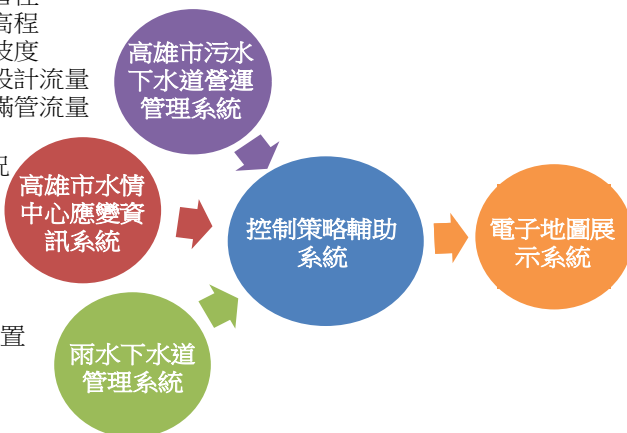 高程
坡度
設計流量
滿管流量
況
置
高雄市污水
下水道營運
管理系統
高雄市水情
中心應變資
訊系統
雨水下水道
管理系統
控制策略輔助
系統
電子地圖展
示系統